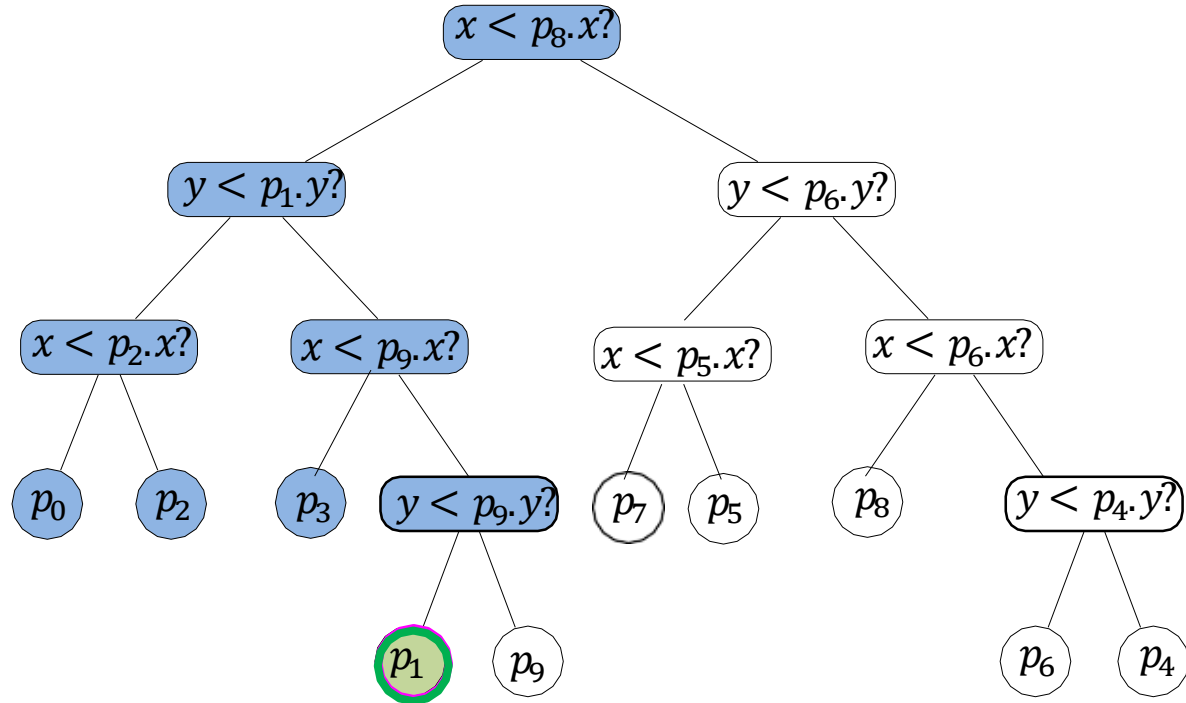 x < p₈.x?
y < p₁.y?
y < p₆.y?
x < p₂.x?
x < p₉.x?
x < p₅.x?
x < p₆.x?
p₀
p₂
p₃
y < p₉.y?
p₇
p₅
p₈
y < p₄.y?
p₁
p₉
p₆
p₄